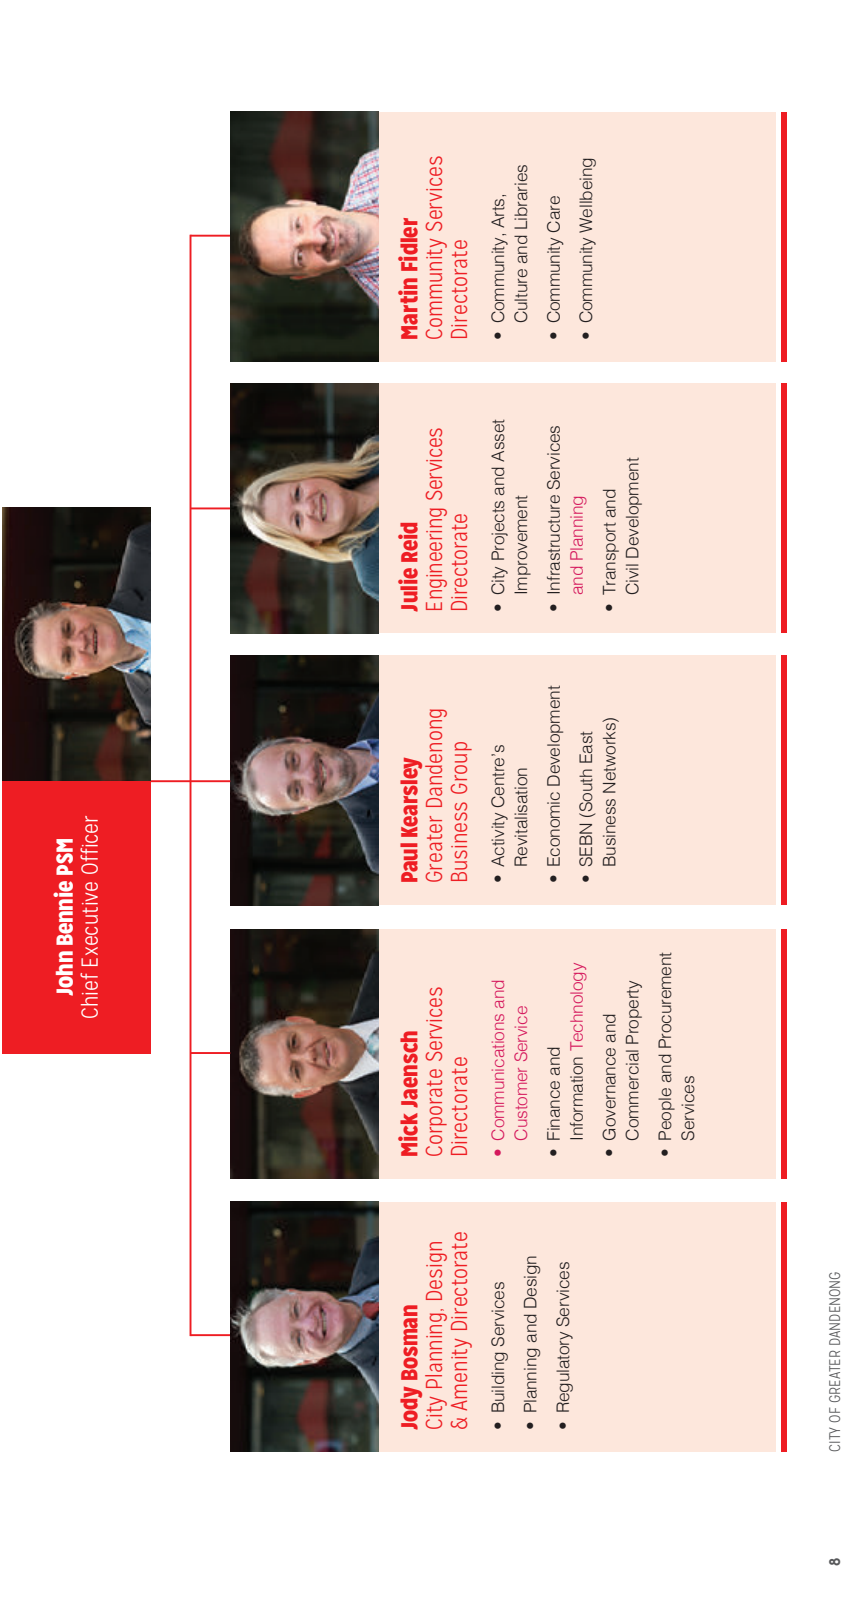 John Bennie PSM
Chief Executive Officer
Jody Bosman
City Planning, Design
& Amenity Directorate
• Building Services
• Planning and Design
• Regulatory Services
Mick Jaensch
Corporate Services
Directorate
• Communications and
Customer Service
• Finance and
Information Technology
• Governance and
Commercial Property
• People and Procurement
Services
Paul Kearsley
Greater Dandenong
Business Group
• Activity Centre's
Revitalisation
• Economic Development
• SEBN (South East
Business Networks)
Julie Reid
Engineering Services
Directorate
• City Projects and Asset
Improvement
• Infrastructure Services
and Planning
• Transport and
Civil Development
Martin Fidler
Community Services
Directorate
• Community, Arts,
Culture and Libraries
• Community Care
• Community Wellbeing
8
CITY OF GREATER DANDENONG